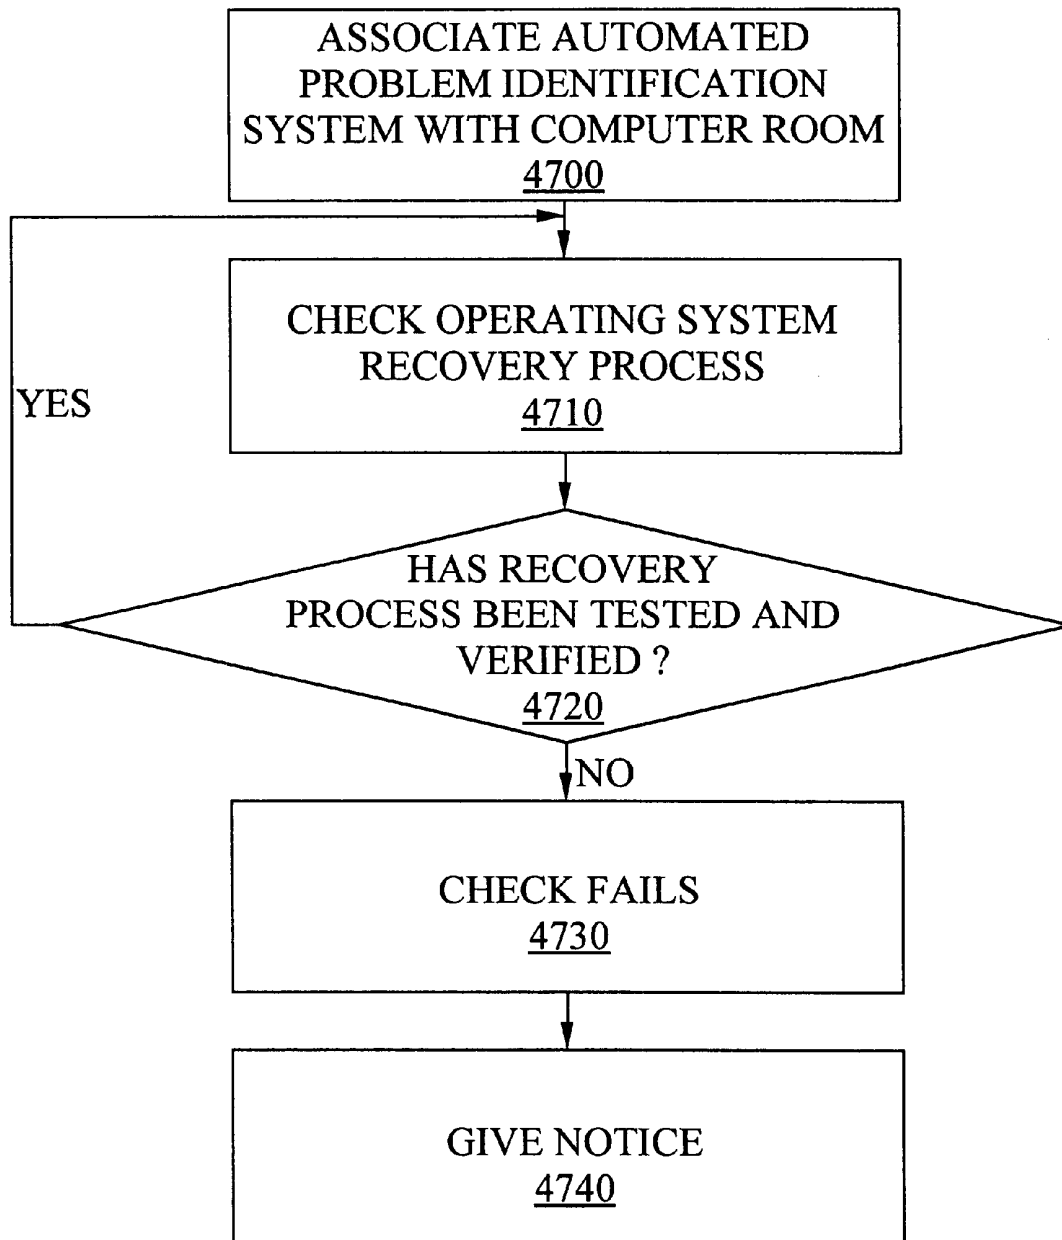 ASSOCIATE AUTOMATED
PROBLEM IDENTIFICATION
SYSTEM WITH COMPUTER ROOM
4700
CHECK OPERATING SYSTEM
RECOVERY PROCESS
4710
YES
HAS RECOVERY
PROCESS BEEN TESTED AND
VERIFIED ?
4720
NO
CHECK FAILS
4730
GIVE NOTICE
4740